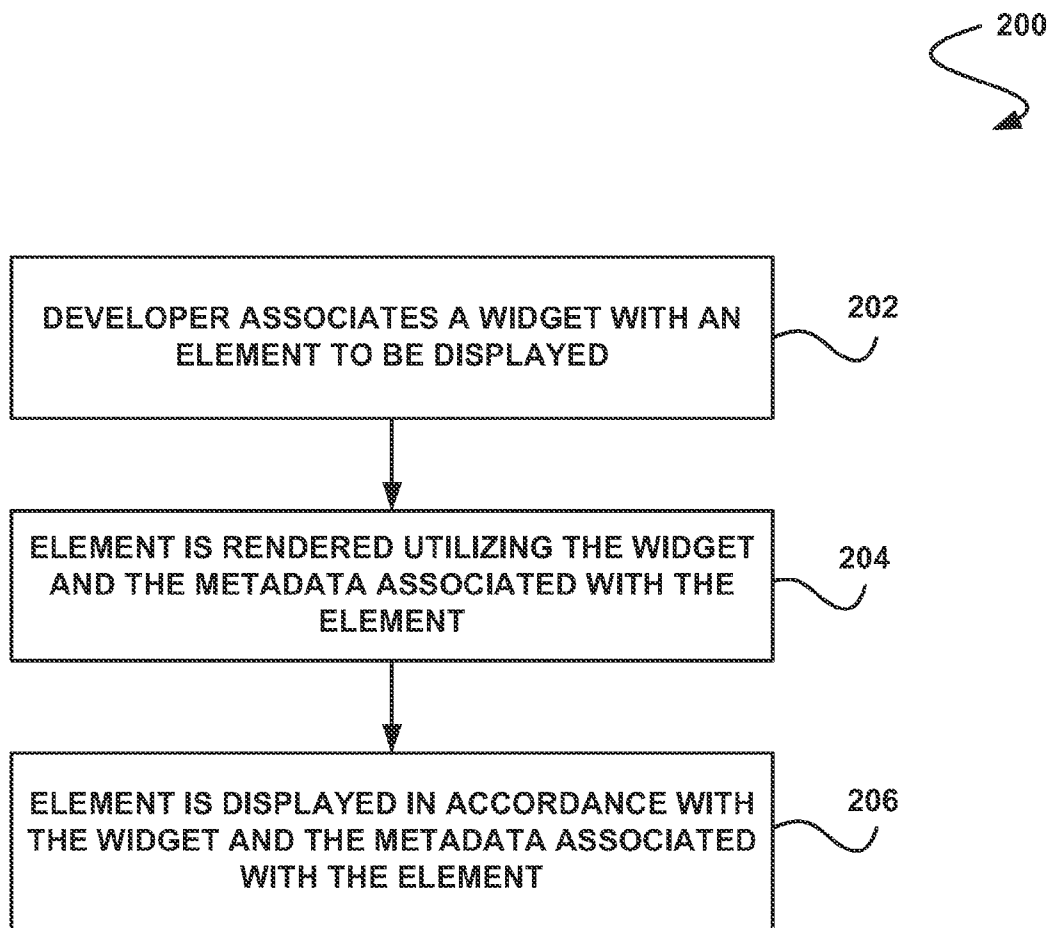 200
DEVELOPER ASSOCIATES A WIDGET WITH AN
ELEMENT TO BE DISPLAYED
202
ELEMENT IS RENDERED UTILIZING THE WIDGET
AND THE METADATA ASSOCIATED WITH THE
ELEMENT
204
ELEMENT IS DISPLAYED IN ACCORDANCE WITH
THE WIDGET AND THE METADATA ASSOCIATED
WITH THE ELEMENT
206